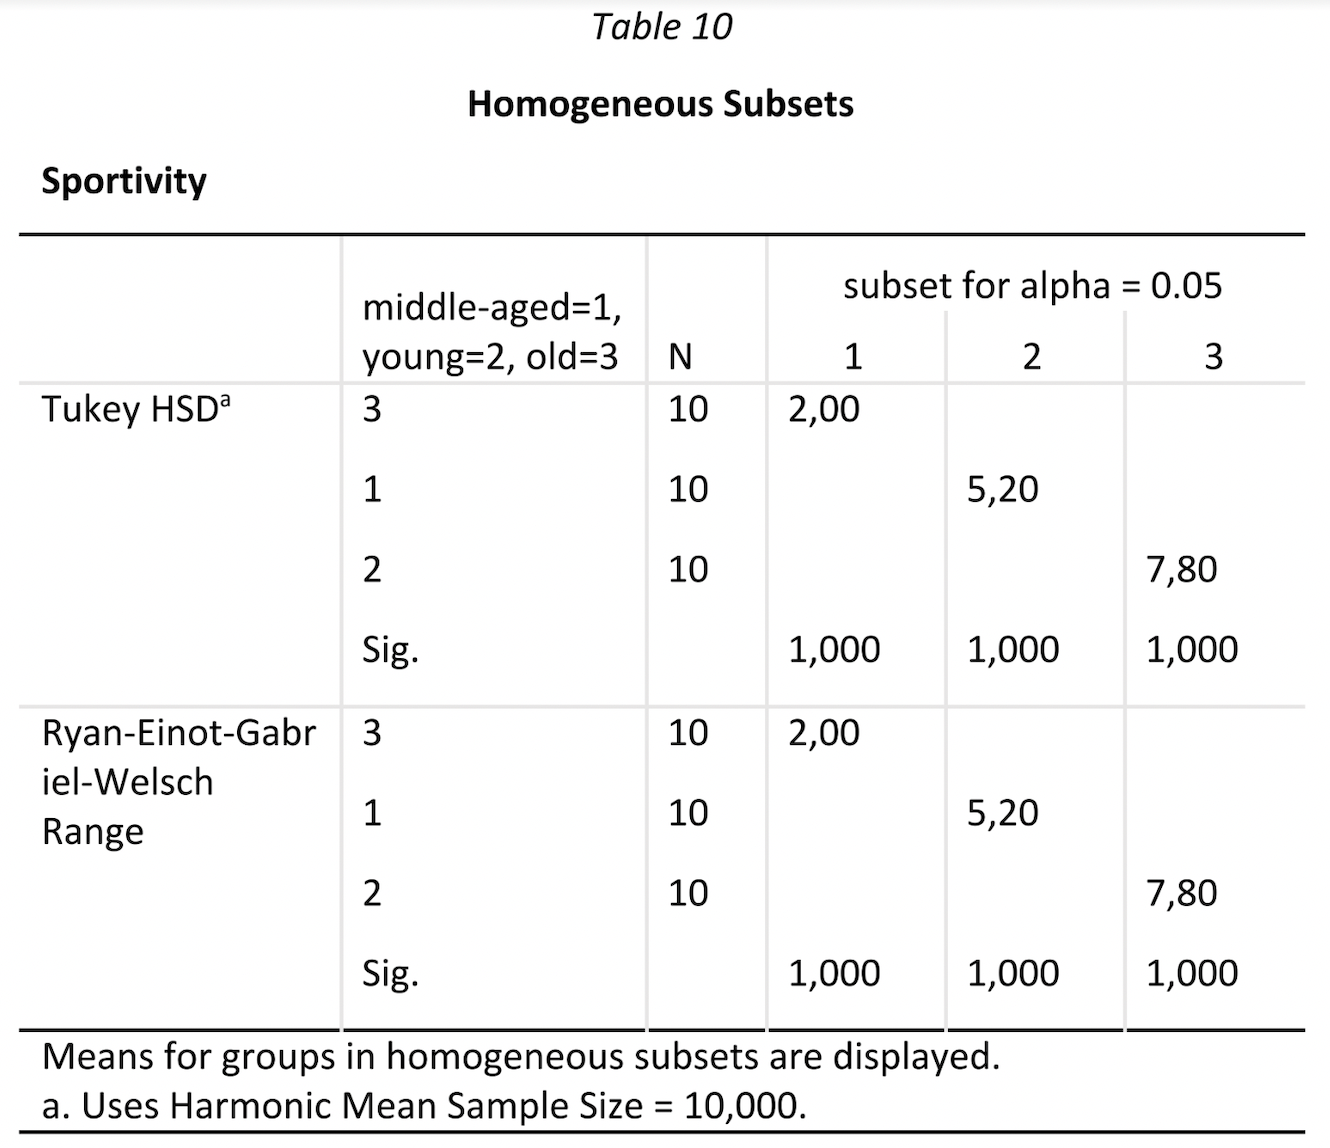 Table 10
Homogeneous Subsets
Sportivity
subset for alpha = 0.05
middle-aged=1,
young=2, old=3 N 1 2 3
Tukey HSDᵃ 3 10 2,00
1 10 5,20
2 10 7,80
Sig. 1,000 1,000 1,000
Ryan-Einot-Gabr 3 10 2,00
iel-Welsch
1 10 5,20
Range
2 10 7,80
Sig. 1,000 1,000 1,000
Means for groups in homogeneous subsets are displayed.
a. Uses Harmonic Mean Sample Size = 10,000.